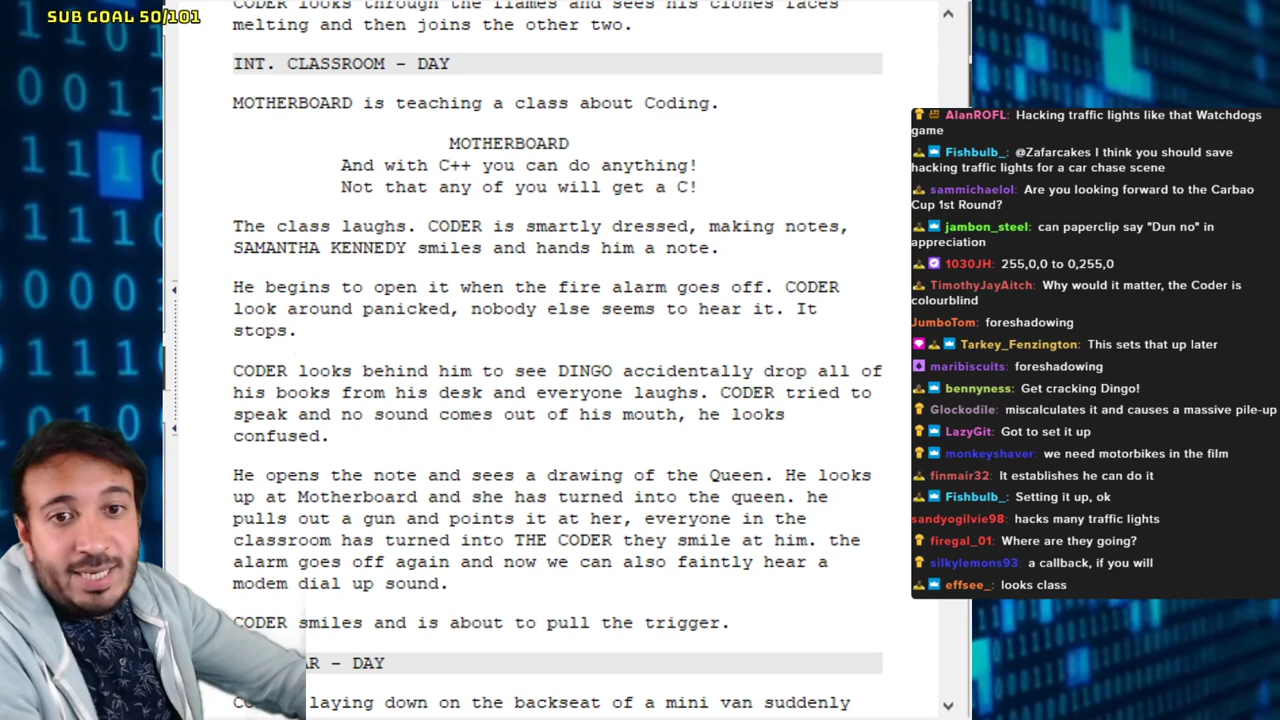 SUB GOAL 50/101
CODER looks through the flames and sees his clones faces
melting and then joins the other two.
INT. CLASSROOM - DAY
MOTHERBOARD is teaching a class about Coding.
MOTHERBOARD
And with C++ you can do anything!
Not that any of you will get a C!
The class laughs. CODER is smartly dressed, making notes,
SAMANTHA KENNEDY smiles and hands him a note.
He begins to open it when the fire alarm goes off. CODER
look around panicked, nobody else seems to hear it. It
stops.
CODER looks behind him to see DINGO accidentally drop all of
his books from his desk and everyone laughs. CODER tried to
speak and no sound comes out of his mouth, he looks
confused.
He opens the note and sees a drawing of the Queen. He looks
up at Motherboard and she has turned into the queen. he
pulls out a gun and points it at her, everyone in the
classroom has turned into THE CODER they smile at him. the
alarm goes off again and now we can also faintly hear a
modem dial up sound.
CODER smiles and is about to pull the trigger.
AR - DAY
laying down on the backseat of a mini van suddenly
AlanROFL: Hacking traffic lights like that Watchdogs
game
Fishbulb_: @Zafarcakes I think you should save
hacking traffic lights for a car chase scene
sammichaelol: Are you looking forward to the Carbao
Cup 1st Round?
jambon_steel: can paperclip say "Dun no" in
appreciation
1030JH: 255,0,0 to 0,255,0
TimothyJayAitch: Why would it matter, the Coder is
colourblind
JumboTom: foreshadowing
Tarkey_Fenzington: This sets that up later
maribiscuits: foreshadowing
bennyness: Get cracking Dingo!
Glockodile: miscalculates it and causes a massive pile-up
LazyGit: Got to set it up
monkeyshaver: we need motorbikes in the film
finmair32: It establishes he can do it
Fishbulb_: Setting it up, ok
sandyogilvie98: hacks many traffic lights
firegal_01: Where are they going?
silkylemons93: a callback, if you will
effsee_: looks class